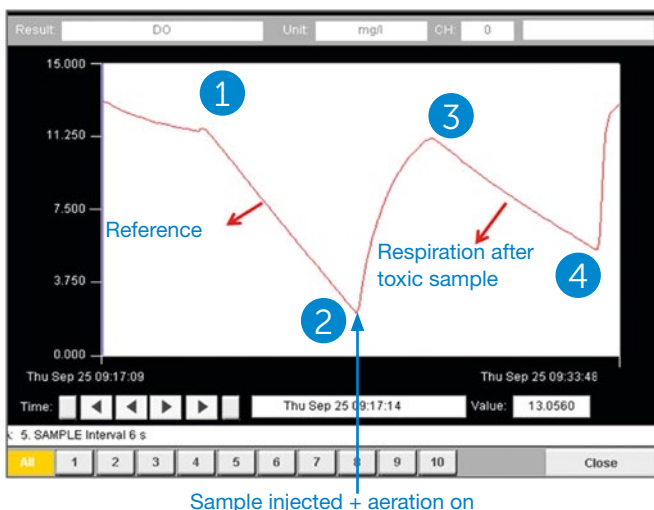 Result: DO Unit: mg/l CH: 0
15.000
1
3
11.250
7.500
Reference
Respiration after
toxic sample
4
3.750
2
0.000
Thu Sep 25 09:17:09 Thu Sep 25 09:33:48
Time: Thu Sep 25 09:17:14 Value: 13.0560
: 5. SAMPLE Interval 6 s
All 1 2 3 4 5 6 7 8 9 10 Close
Sample injected + aeration on